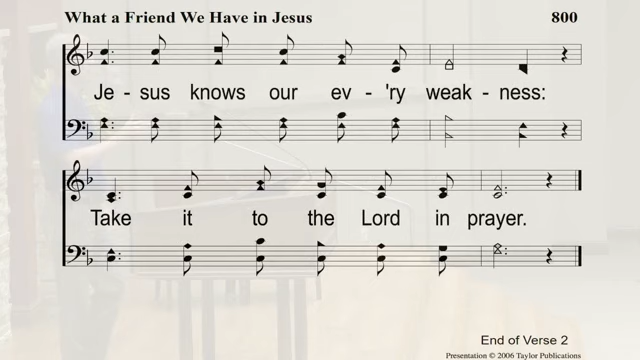 What a Friend We Have in Jesus 800
Je - sus knows our ev - 'ry weak - ness:
Take it to the Lord in prayer.
End of Verse 2
Presentation © 2006 Taylor Publications